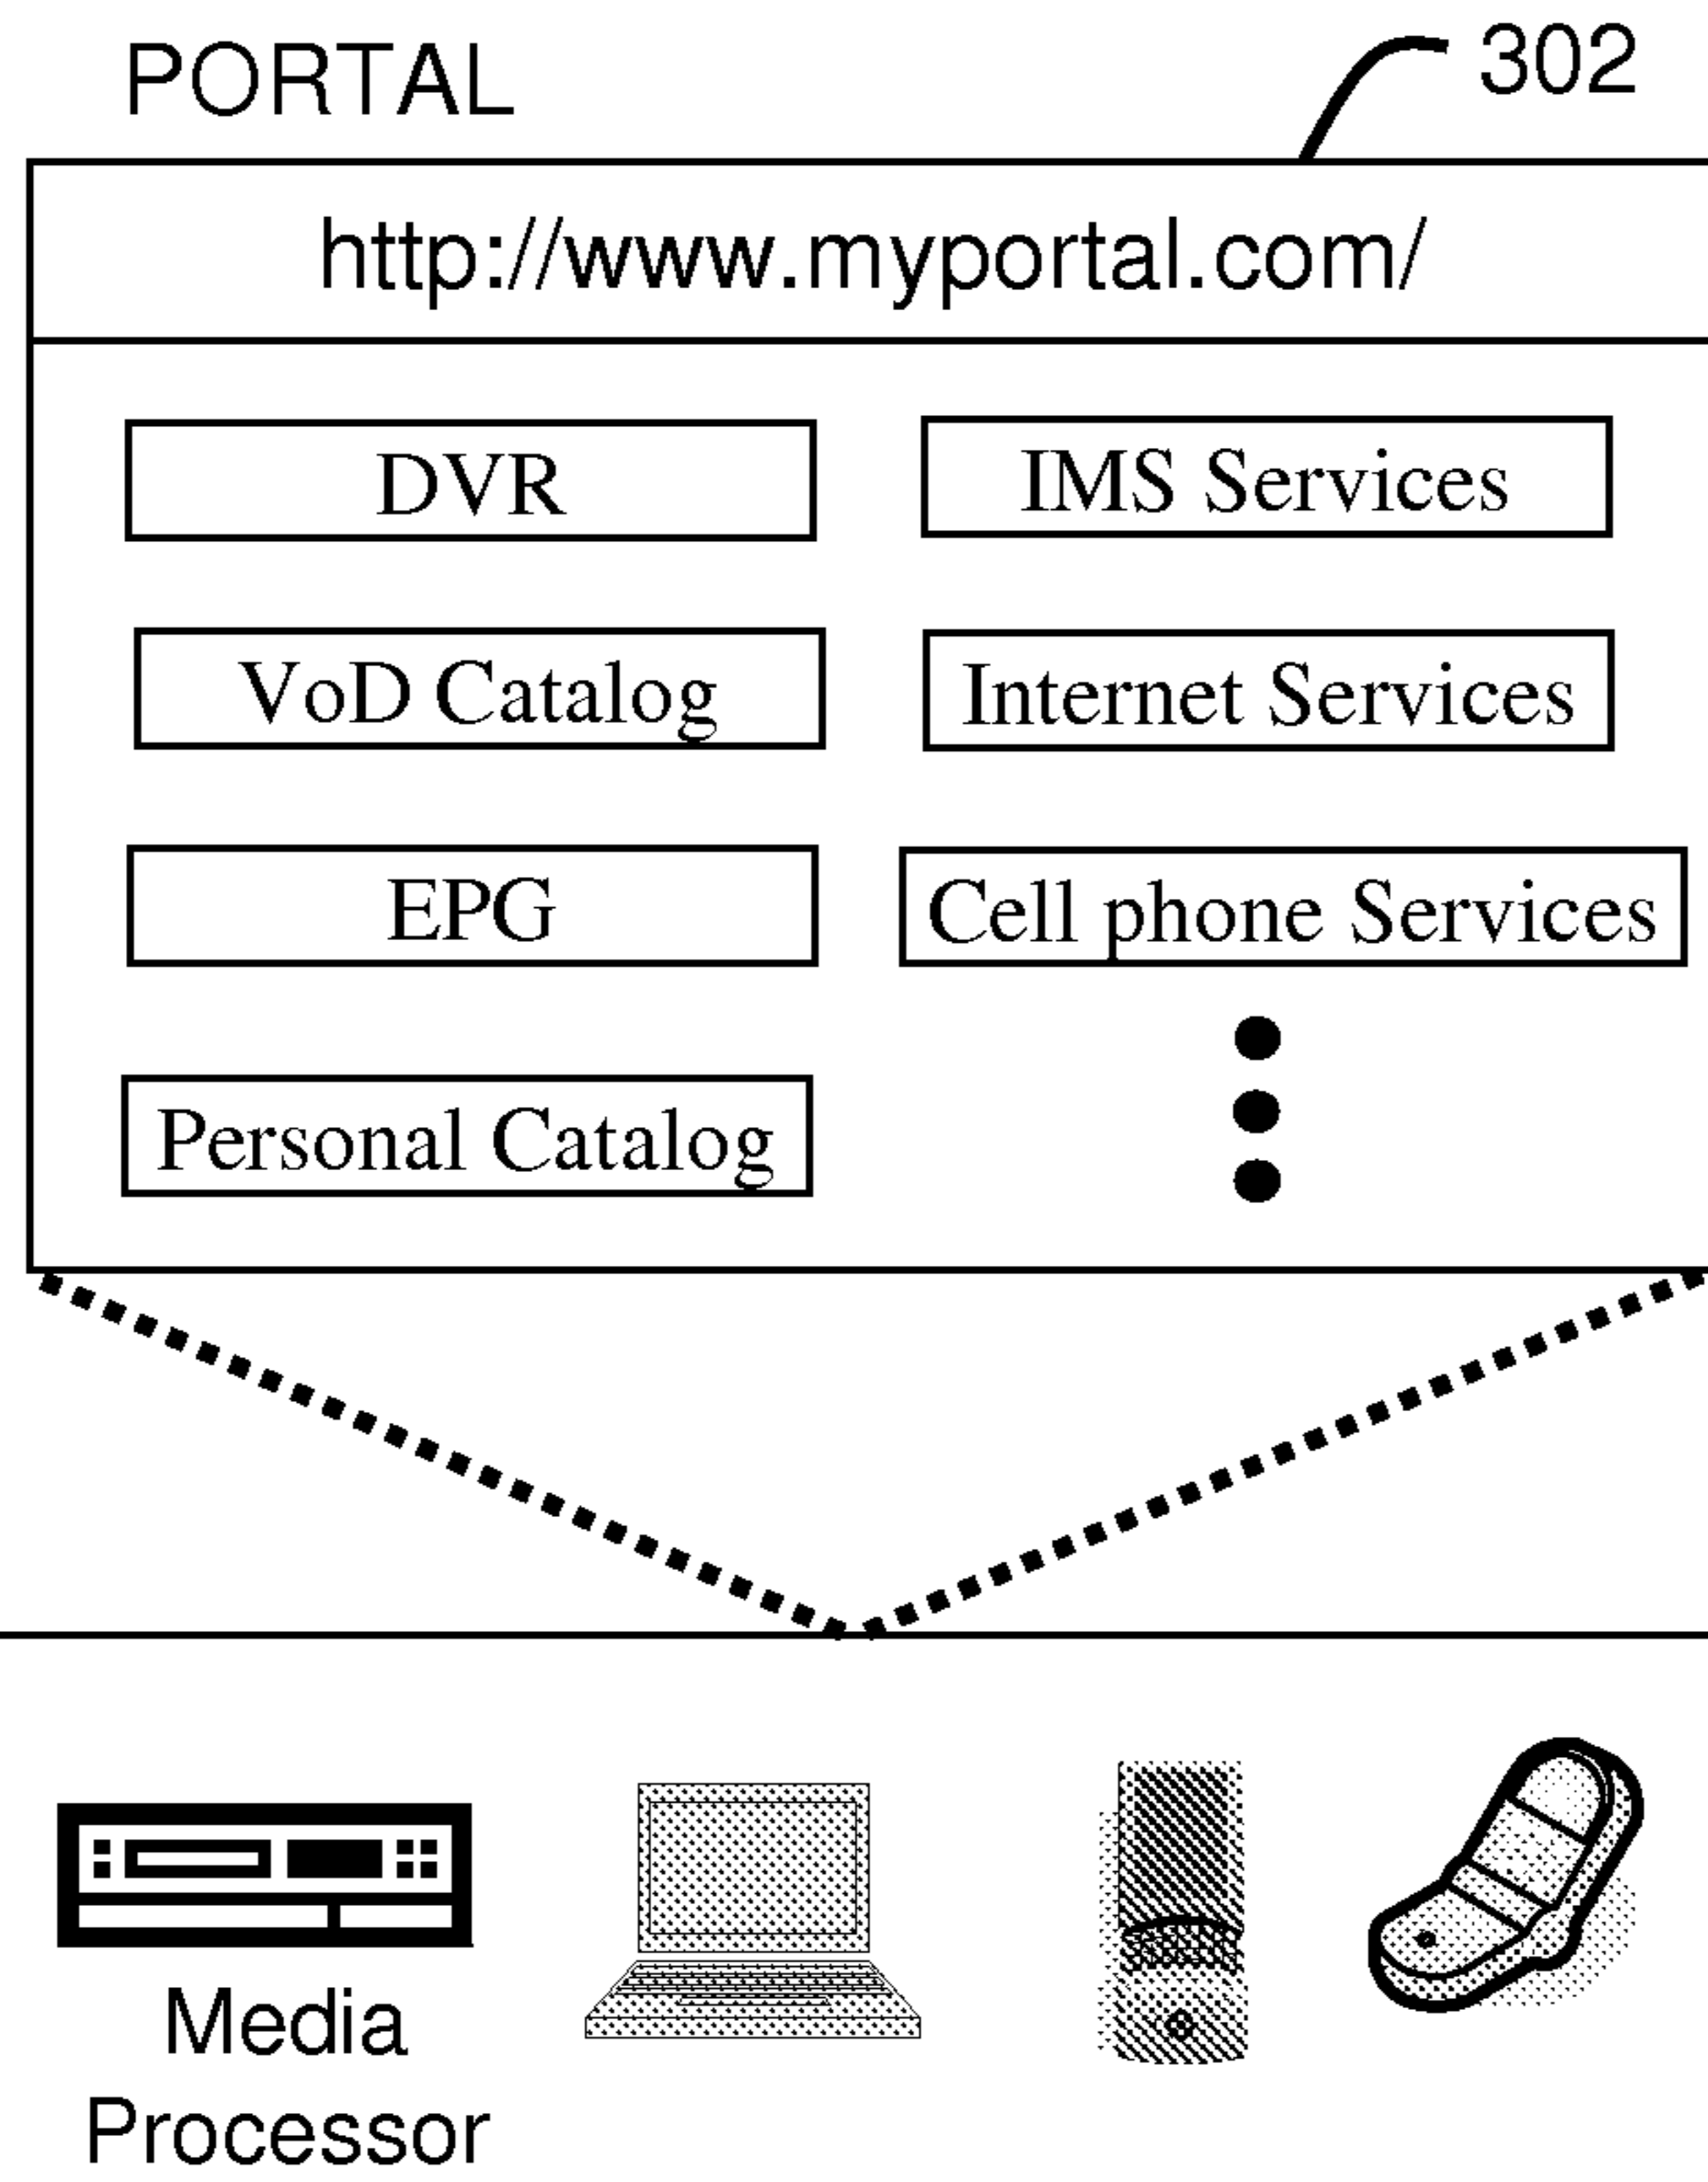 PORTAL
302
http://www.myportal.com/
DVR
IMS Services
VoD Catalog
Internet Services
EPG
Cell phone Services
Personal Catalog
Media
Processor